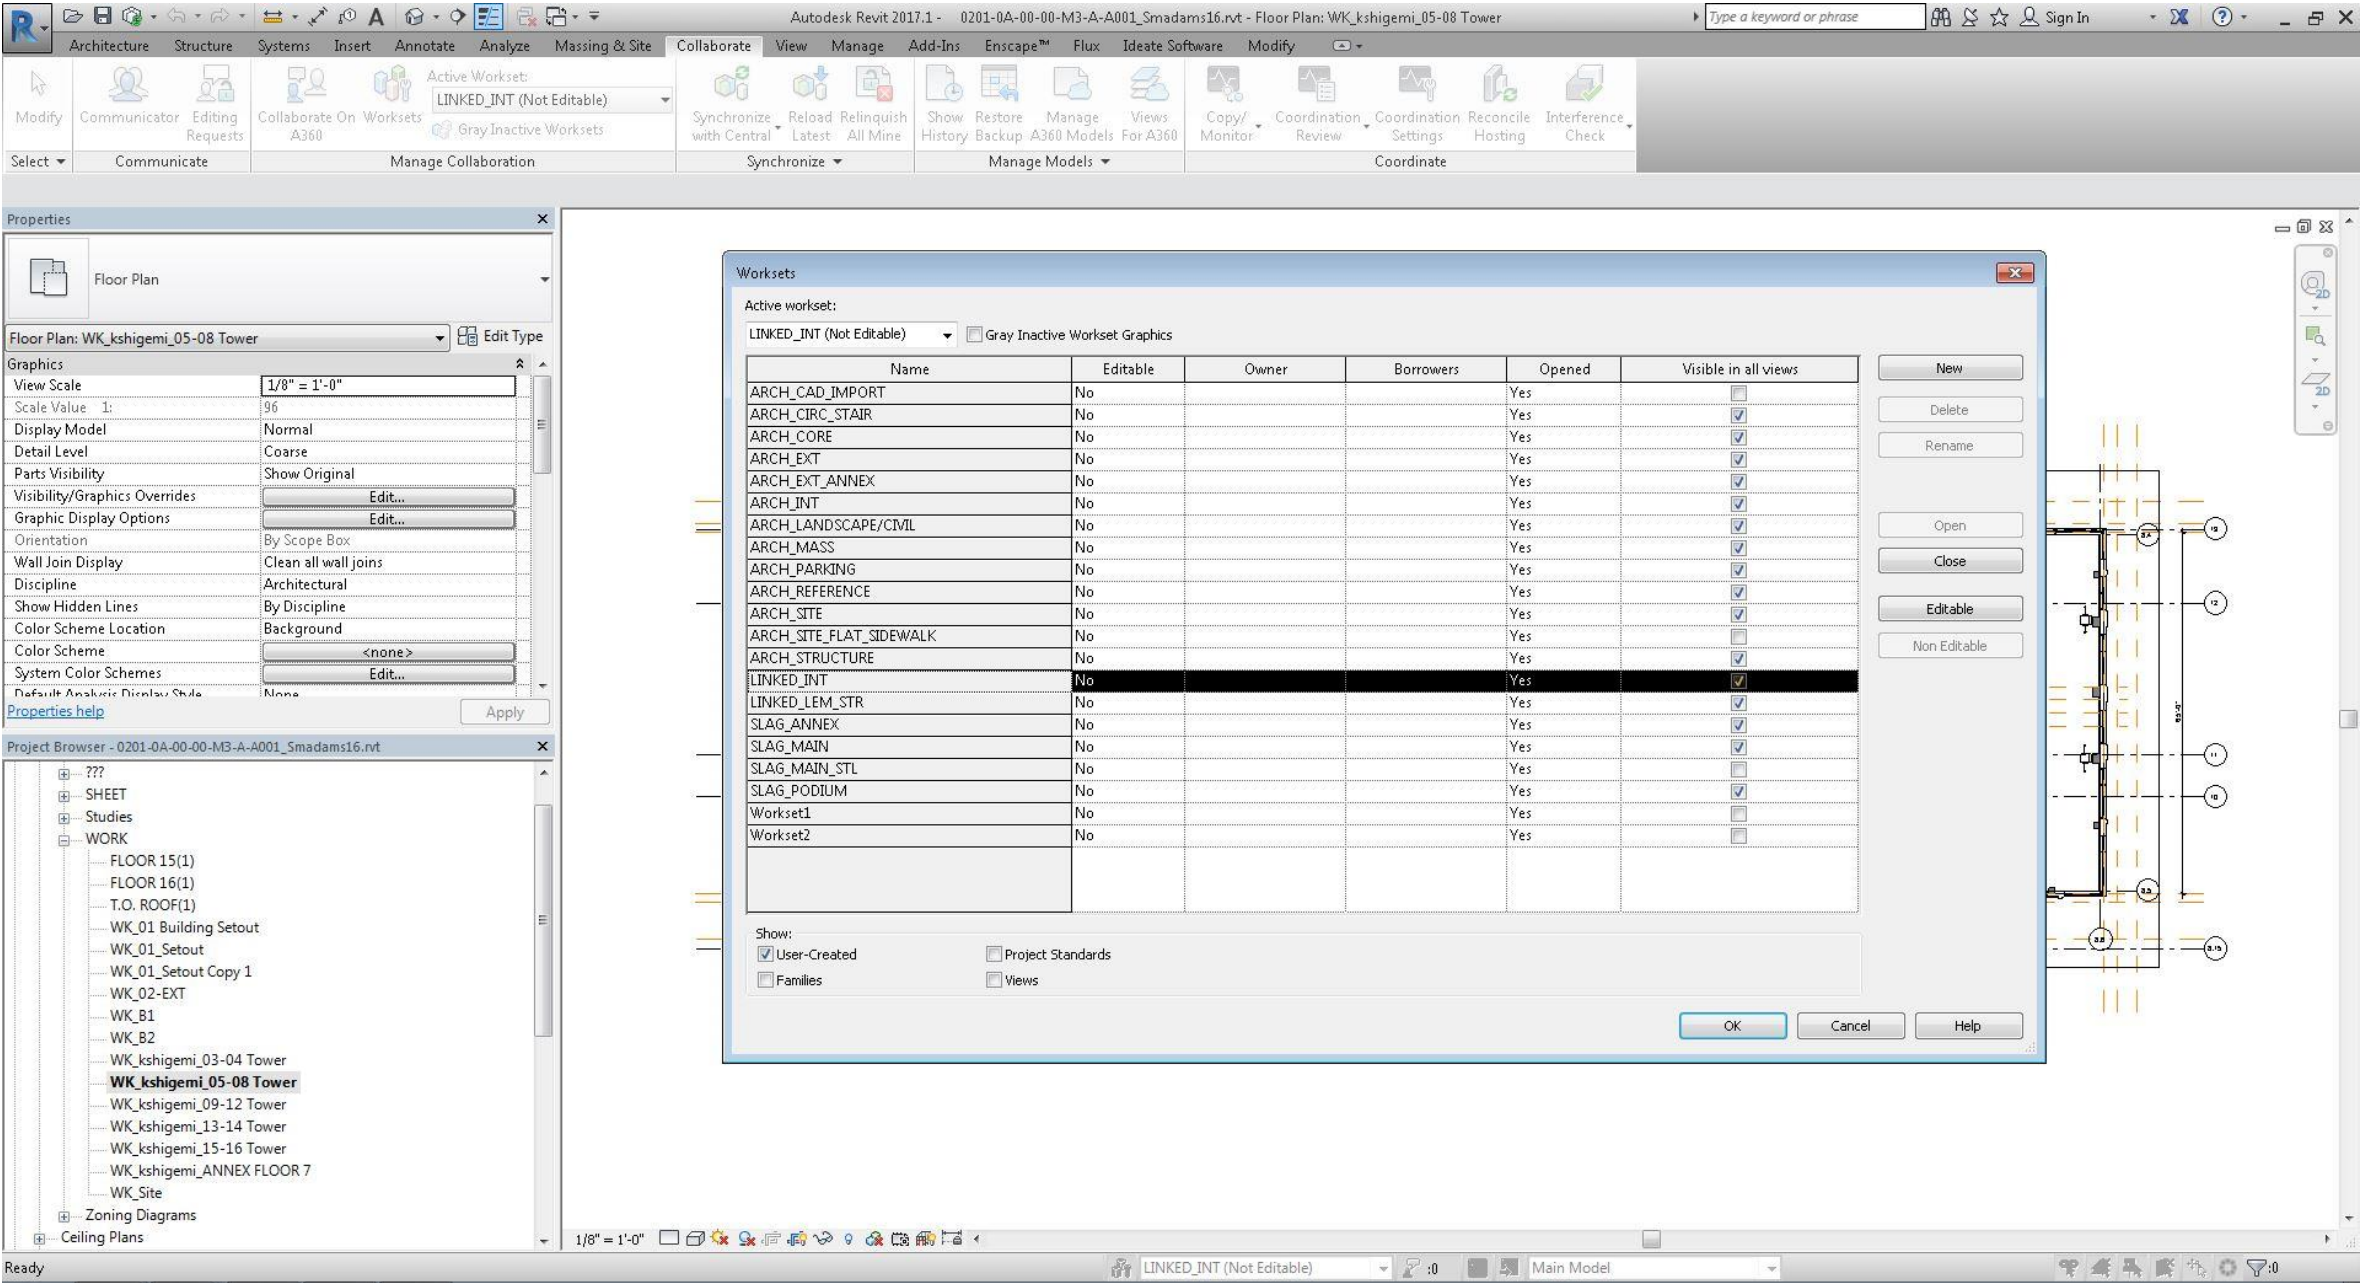 Autodesk Revit 2017.1 - 0201-0A-00-00-M3-A-A001_Smadams16.rvt - Floor Plan: WK_kshigemi_05-08 Tower
Type a keyword or phrase
Sign In
Architecture Structure Systems Insert Annotate Analyze Massing & Site Collaborate View Manage Add-Ins Enscape™ Flux Ideate Software Modify
Modify
Communicator
Editing Requests
Collaborate On A360
Worksets
Active Workset:
LINKED_INT (Not Editable)
Gray Inactive Worksets
Synchronize with Central
Reload Latest
Relinquish All Mine
Show History
Restore Backup
Manage A360 Models
Views For A360
Copy/ Monitor
Coordination Review
Coordination Settings
Reconcile Hosting
Interference Check
Select Communicate Manage Collaboration Synchronize Manage Models Coordinate
Properties
Floor Plan
Floor Plan: WK_kshigemi_05-08 Tower
Edit Type
Graphics
View Scale 1/8" = 1'-0"
Scale Value 1: 96
Display Model Normal
Detail Level Coarse
Parts Visibility Show Original
Visibility/Graphics Overrides Edit...
Graphic Display Options Edit...
Orientation By Scope Box
Wall Join Display Clean all wall joins
Discipline Architectural
Show Hidden Lines By Discipline
Color Scheme Location Background
Color Scheme <none>
System Color Schemes Edit...
Default Analysis Display Style None
Properties help
Apply
Project Browser - 0201-0A-00-00-M3-A-A001_Smadams16.rvt
???
SHEET
Studies
WORK
FLOOR 15(1)
FLOOR 16(1)
T.O. ROOF(1)
WK_01 Building Setout
WK_01_Setout
WK_01_Setout Copy 1
WK_02-EXT
WK_B1
WK_B2
WK_kshigemi_03-04 Tower
WK_kshigemi_05-08 Tower
WK_kshigemi_09-12 Tower
WK_kshigemi_13-14 Tower
WK_kshigemi_15-16 Tower
WK_kshigemi_ANNEX FLOOR 7
WK_Site
Zoning Diagrams
Ceiling Plans
Worksets
Active workset:
LINKED_INT (Not Editable)
Gray Inactive Workset Graphics
Name Editable Owner Borrowers Opened Visible in all views
ARCH_CAD_IMPORT No Yes
ARCH_CIRC_STAIR No Yes
ARCH_CORE No Yes
ARCH_EXT No Yes
ARCH_EXT_ANNEX No Yes
ARCH_INT No Yes
ARCH_LANDSCAPE/CIVIL No Yes
ARCH_MASS No Yes
ARCH_PARKING No Yes
ARCH_REFERENCE No Yes
ARCH_SITE No Yes
ARCH_SITE_FLAT_SIDEWALK No Yes
ARCH_STRUCTURE No Yes
LINKED_INT No Yes
LINKED_LEM_STR No Yes
SLAG_ANNEX No Yes
SLAG_MAIN No Yes
SLAG_MAIN_STL No Yes
SLAG_PODIUM No Yes
Workset1 No Yes
Workset2 No Yes
New
Delete
Rename
Open
Close
Editable
Non Editable
Show:
User-Created
Project Standards
Families
Views
OK
Cancel
Help
2D
2D
12
11
10
1/8" = 1'-0"
Ready
LINKED_INT (Not Editable)
:0
Main Model
:0